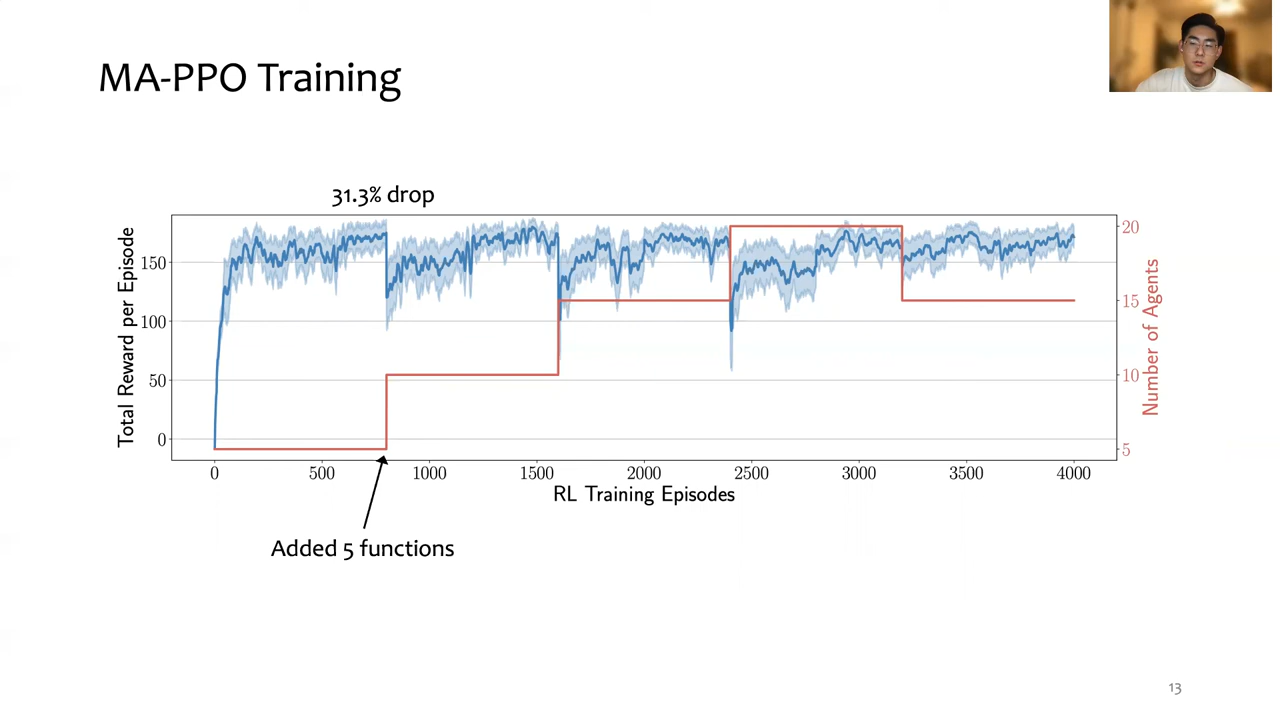 MA-PPO Training
31.3% drop
Total Reward per Episode
150
100
50
0
20
15
10
5
Number of Agents
0 500 1000 1500 2000 2500 3000 3500 4000
RL Training Episodes
Added 5 functions
13